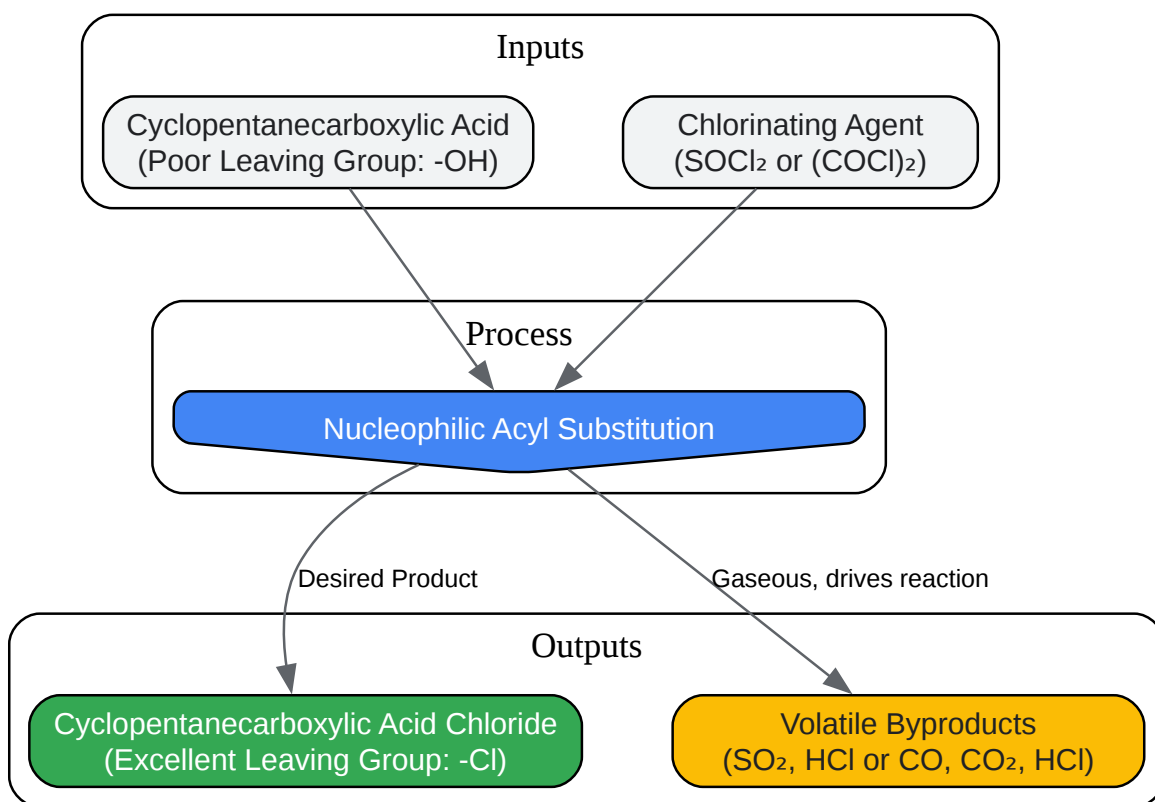 Inputs
Cyclopentanecarboxylic Acid
(Poor Leaving Group: -OH)
Chlorinating Agent
(SOCl₂ or (COCl)₂)
Process
Nucleophilic Acyl Substitution
Desired Product
Gaseous, drives reaction
Outputs
Cyclopentanecarboxylic Acid Chloride
(Excellent Leaving Group: -Cl)
Volatile Byproducts
(SO₂, HCl or CO, CO₂, HCl)